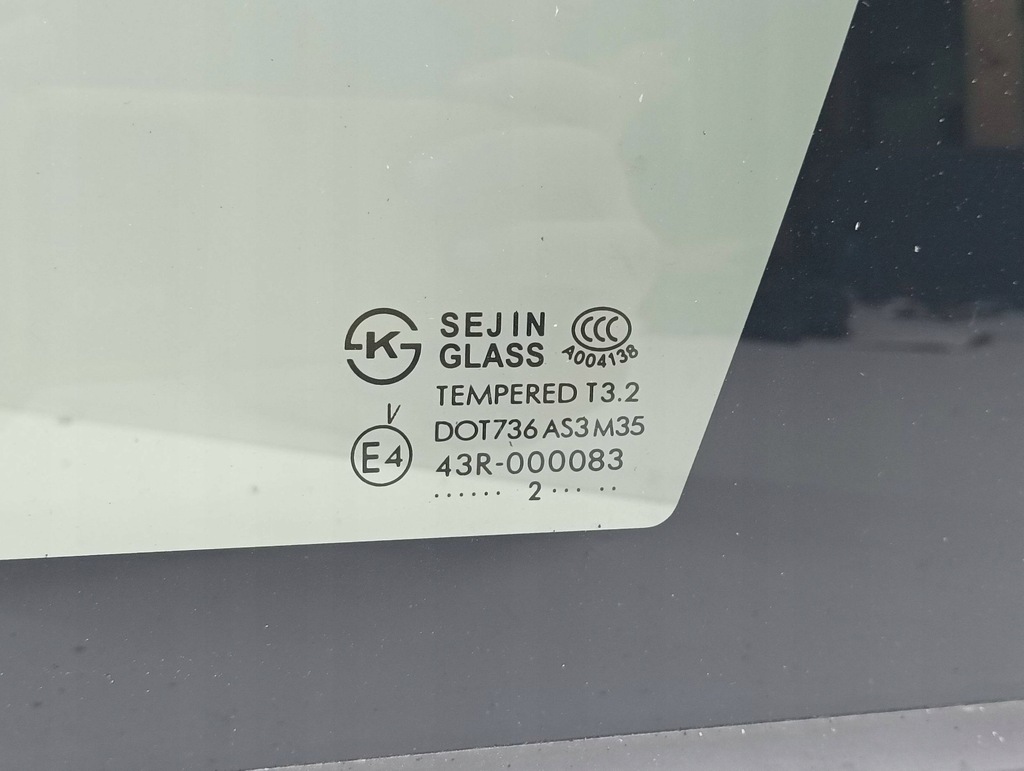 K SEJIN GLASS CCC A004138
TEMPERED T3.2
V
DOT736 AS3 M35
E4 43R-000083
...... 2 ... ..